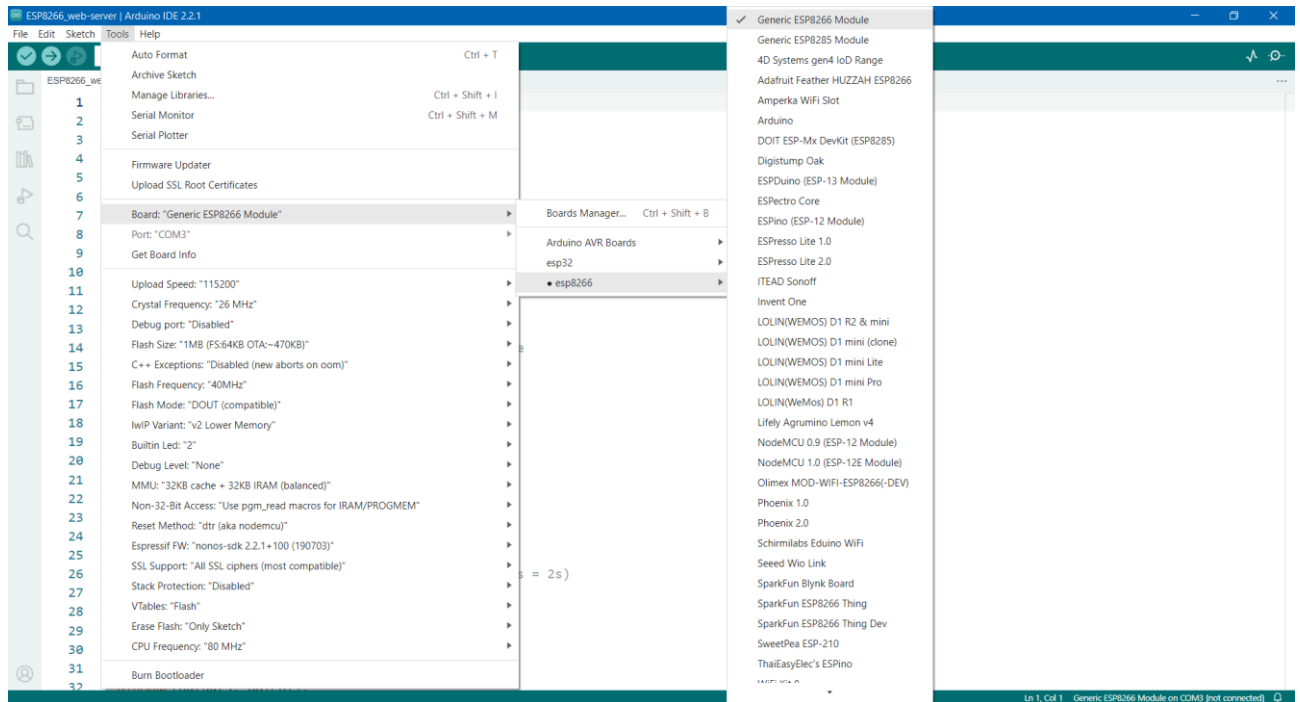 ESP8266_web-server | Arduino IDE 2.2.1
File Edit Sketch Tools Help
ESP8266_we
1
2
3
4
5
6
7
8
9
10
11
12
13
14
15
16
17
18
19
20
21
22
23
24
25
26
27
28
29
30
31
32
Auto Format Ctrl + T
Archive Sketch
Manage Libraries... Ctrl + Shift + I
Serial Monitor Ctrl + Shift + M
Serial Plotter
Firmware Updater
Upload SSL Root Certificates
Board: "Generic ESP8266 Module"
Port: "COM3"
Get Board Info
Upload Speed: "115200"
Crystal Frequency: "26 MHz"
Debug port: "Disabled"
Flash Size: "1MB (FS:64KB OTA:~470KB)"
C++ Exceptions: "Disabled (new aborts on oom)"
Flash Frequency: "40MHz"
Flash Mode: "DOUT (compatible)"
lwIP Variant: "v2 Lower Memory"
Builtin Led: "2"
Debug Level: "None"
MMU: "32KB cache + 32KB IRAM (balanced)"
Non-32-Bit Access: "Use pgm_read macros for IRAM/PROGMEM"
Reset Method: "dtr (aka nodemcu)"
Espressif FW: "nonos-sdk 2.2.1+100 (190703)"
SSL Support: "All SSL ciphers (most compatible)"
Stack Protection: "Disabled"
VTables: "Flash"
Erase Flash: "Only Sketch"
CPU Frequency: "80 MHz"
Burn Bootloader
Boards Manager... Ctrl + Shift + B
Arduino AVR Boards
esp32
esp8266
s = 2s)
Generic ESP8266 Module
Generic ESP8285 Module
4D Systems gen4 IoD Range
Adafruit Feather HUZZAH ESP8266
Amperka WiFi Slot
Arduino
DOIT ESP-Mx DevKit (ESP8285)
Digistump Oak
ESPDuino (ESP-13 Module)
ESPectro Core
ESPino (ESP-12 Module)
ESPresso Lite 1.0
ESPresso Lite 2.0
ITEAD Sonoff
Invent One
LOLIN(WEMOS) D1 R2 & mini
LOLIN(WEMOS) D1 mini (clone)
LOLIN(WEMOS) D1 mini Lite
LOLIN(WEMOS) D1 mini Pro
LOLIN(WeMos) D1 R1
Lifely Agrumino Lemon v4
NodeMCU 0.9 (ESP-12 Module)
NodeMCU 1.0 (ESP-12E Module)
Olimex MOD-WIFI-ESP8266(-DEV)
Phoenix 1.0
Phoenix 2.0
Schirmilabs Eduino WiFi
Seeed Wio Link
SparkFun Blynk Board
SparkFun ESP8266 Thing
SparkFun ESP8266 Thing Dev
SweetPea ESP-210
ThaiEasyElec's ESPino
Ln 1, Col 1 Generic ESP8266 Module on COM3 [not connected]